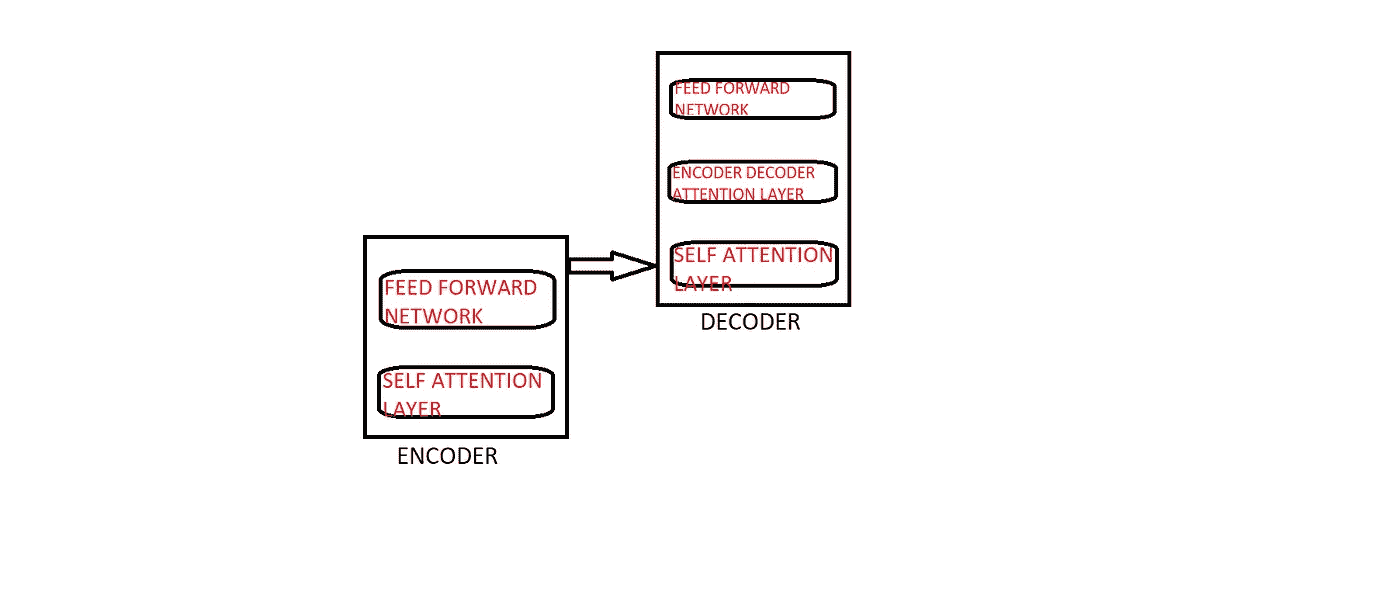 FEED FORWARD
NETWORK
ENCODER DECODER
ATTENTION LAYER
SELF ATTENTION
LAYER
DECODER
FEED FORWARD
NETWORK
SELF ATTENTION
LAYER
ENCODER